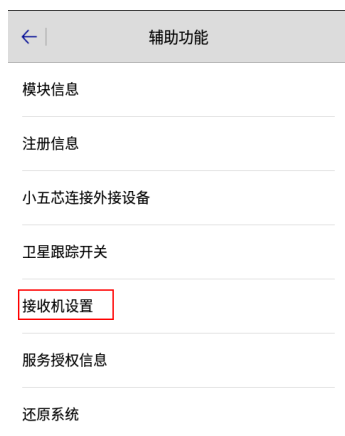 辅助功能
模块信息
注册信息
小五芯连接外接设备
卫星跟踪开关
接收机设置
服务授权信息
还原系统